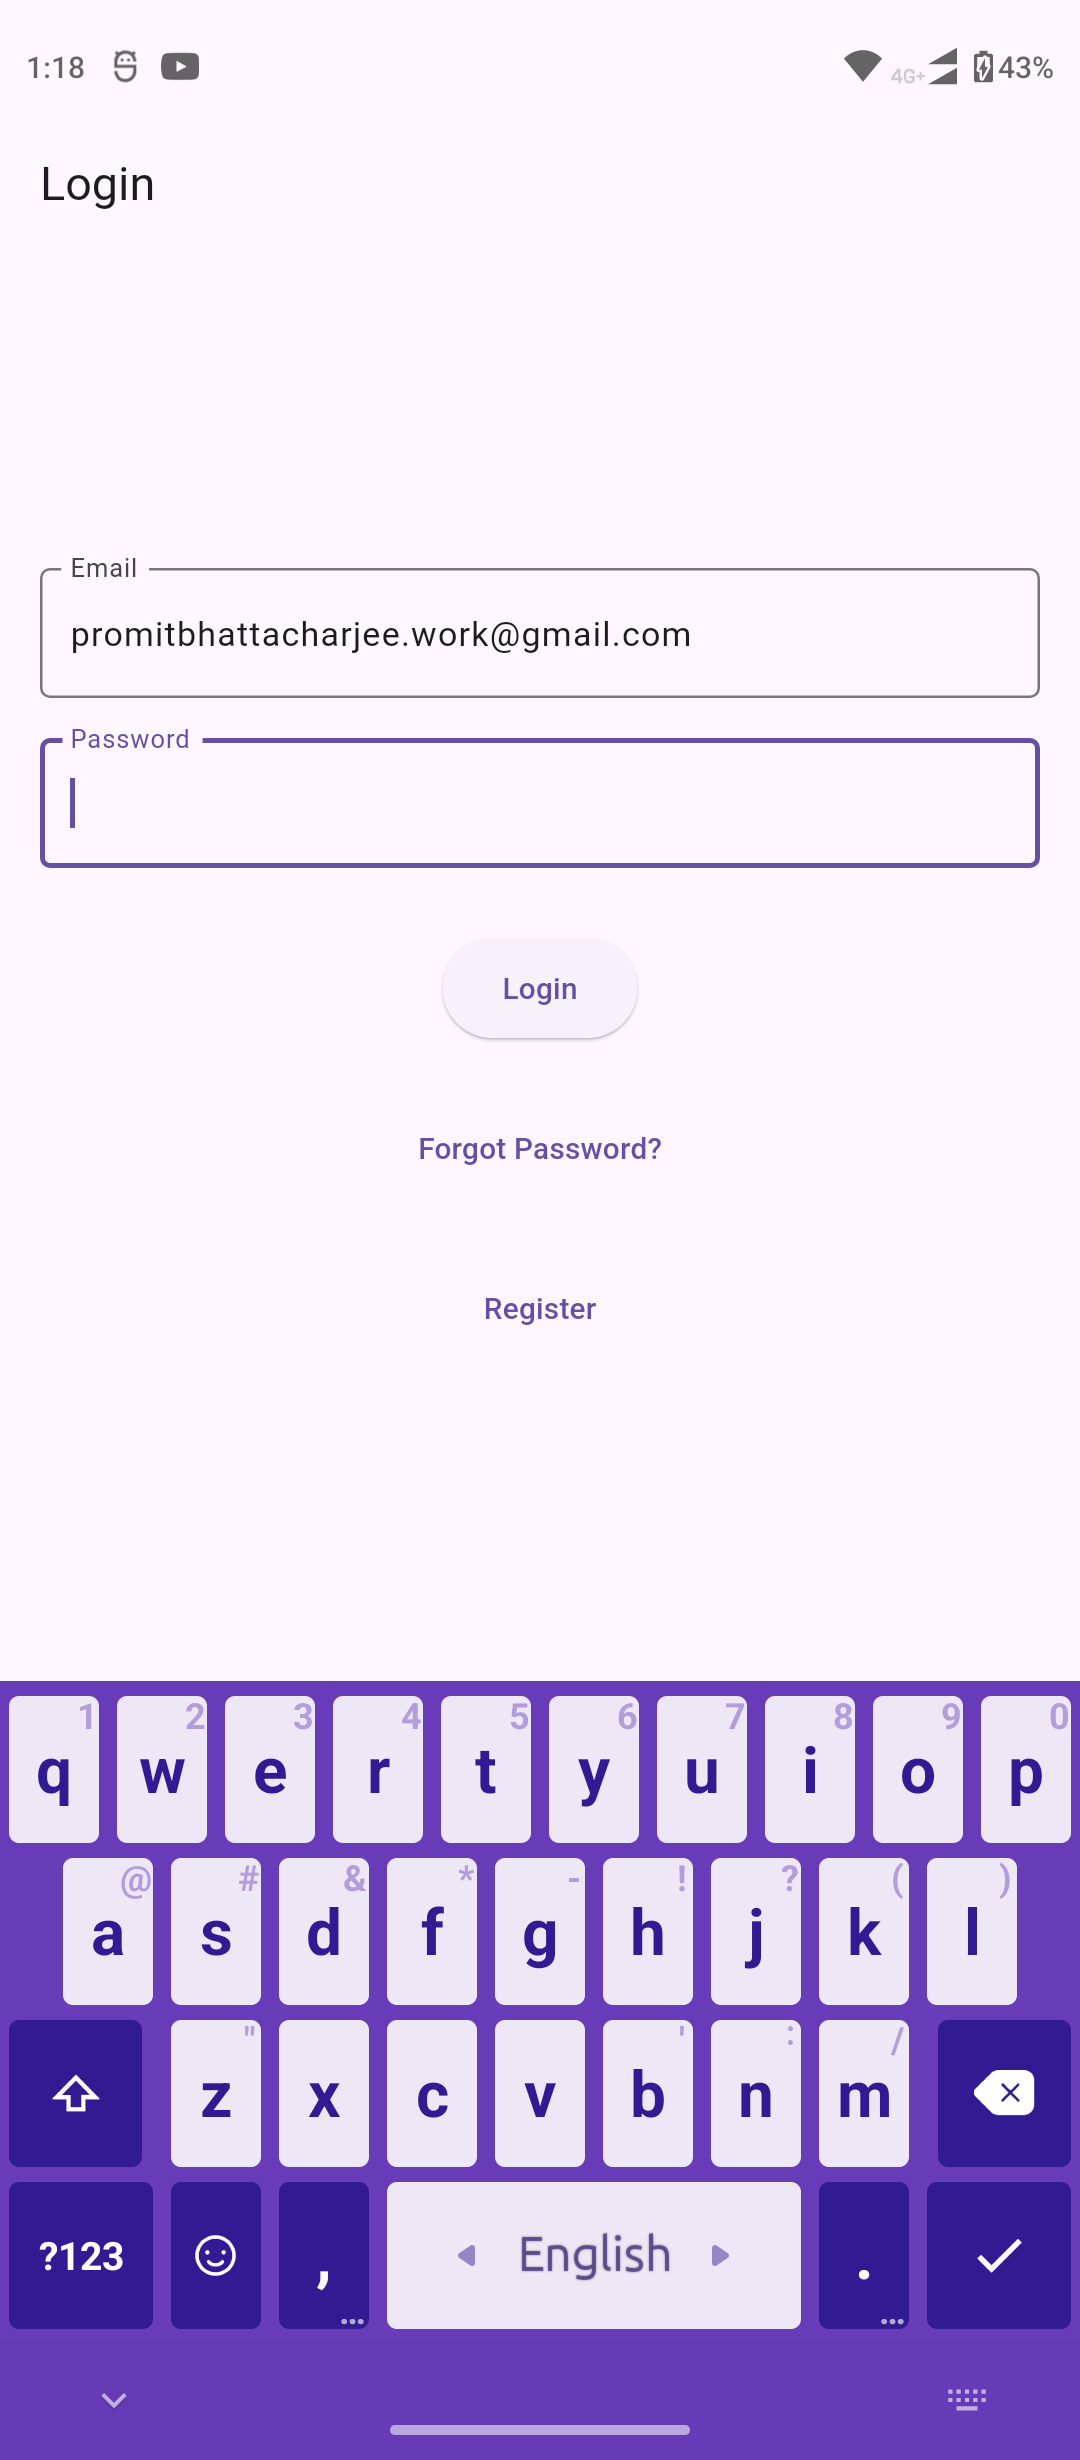 1:18 4G+ 43%
Login
Email
promitbhattacharjee.work@gmail.com
Password
Login
Forgot Password?
Register
1 2 3 4 5 6 7 8 9 0
q w e r t y u i o p
@ # & * - ! ? ( )
a s d f g h j k l
" ' : /
z x c v b n m
?123 , English .